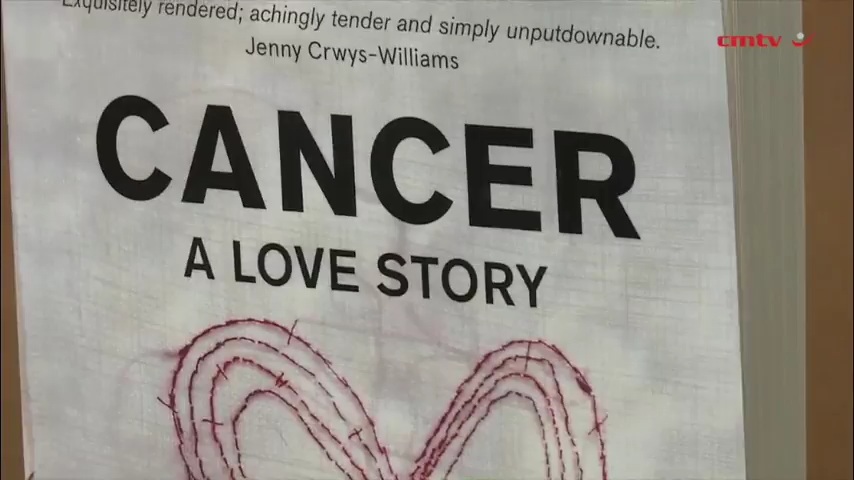 Exquisitely rendered; achingly tender and simply unputdownable.
Jenny Crwys-Williams
cmtv
CANCER
A LOVE STORY